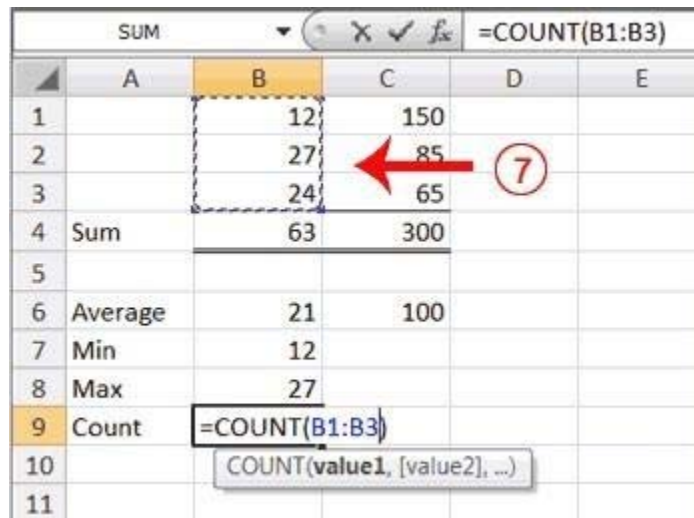 SUM =COUNT(B1:B3)
A B C D E
1 12 150
2 27 85
3 24 65
7
4 Sum 63 300
5
6 Average 21 100
7 Min 12
8 Max 27
9 Count =COUNT(B1:B3)
10 COUNT(value1, [value2], ...)
11